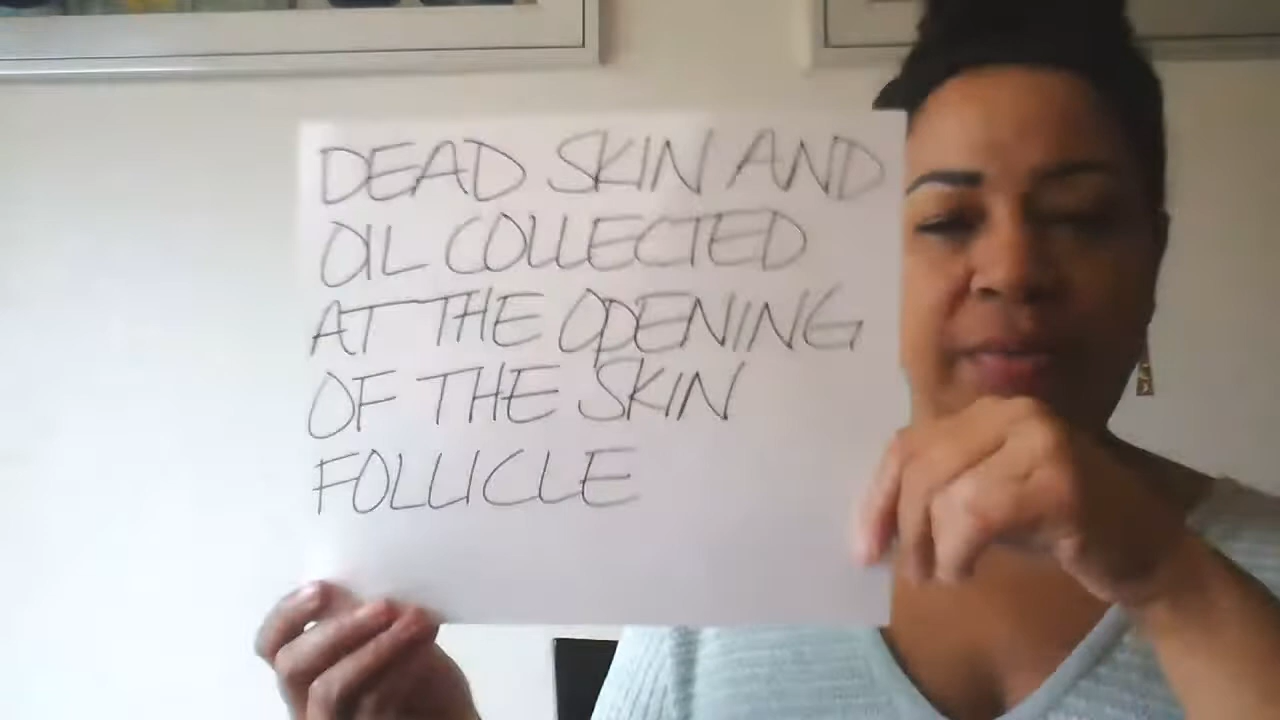 DEAD SKIN AND
OIL COLLECTED
AT THE OPENING
OF THE SKIN
FOLLICLE